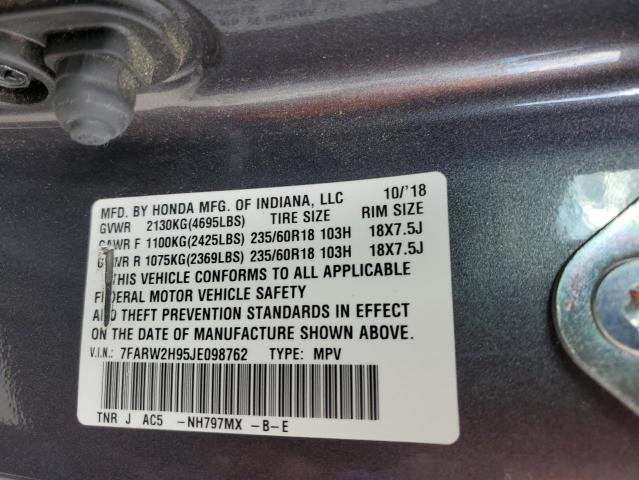 MFD. BY HONDA MFG. OF INDIANA, LLC 10/'18
GVWR 2130KG(4695LBS) TIRE SIZE RIM SIZE
GAWR F 1100KG(2425LBS) 235/60R18 103H 18X7.5J
GAWR R 1075KG(2369LBS) 235/60R18 103H 18X7.5J
THIS VEHICLE CONFORMS TO ALL APPLICABLE
FEDERAL MOTOR VEHICLE SAFETY
AND THEFT PREVENTION STANDARDS IN EFFECT
ON THE DATE OF MANUFACTURE SHOWN ABOVE.
V.I.N.: 7FARW2H95JE098762 TYPE: MPV
TNR J AC5 -NH797MX -B-E